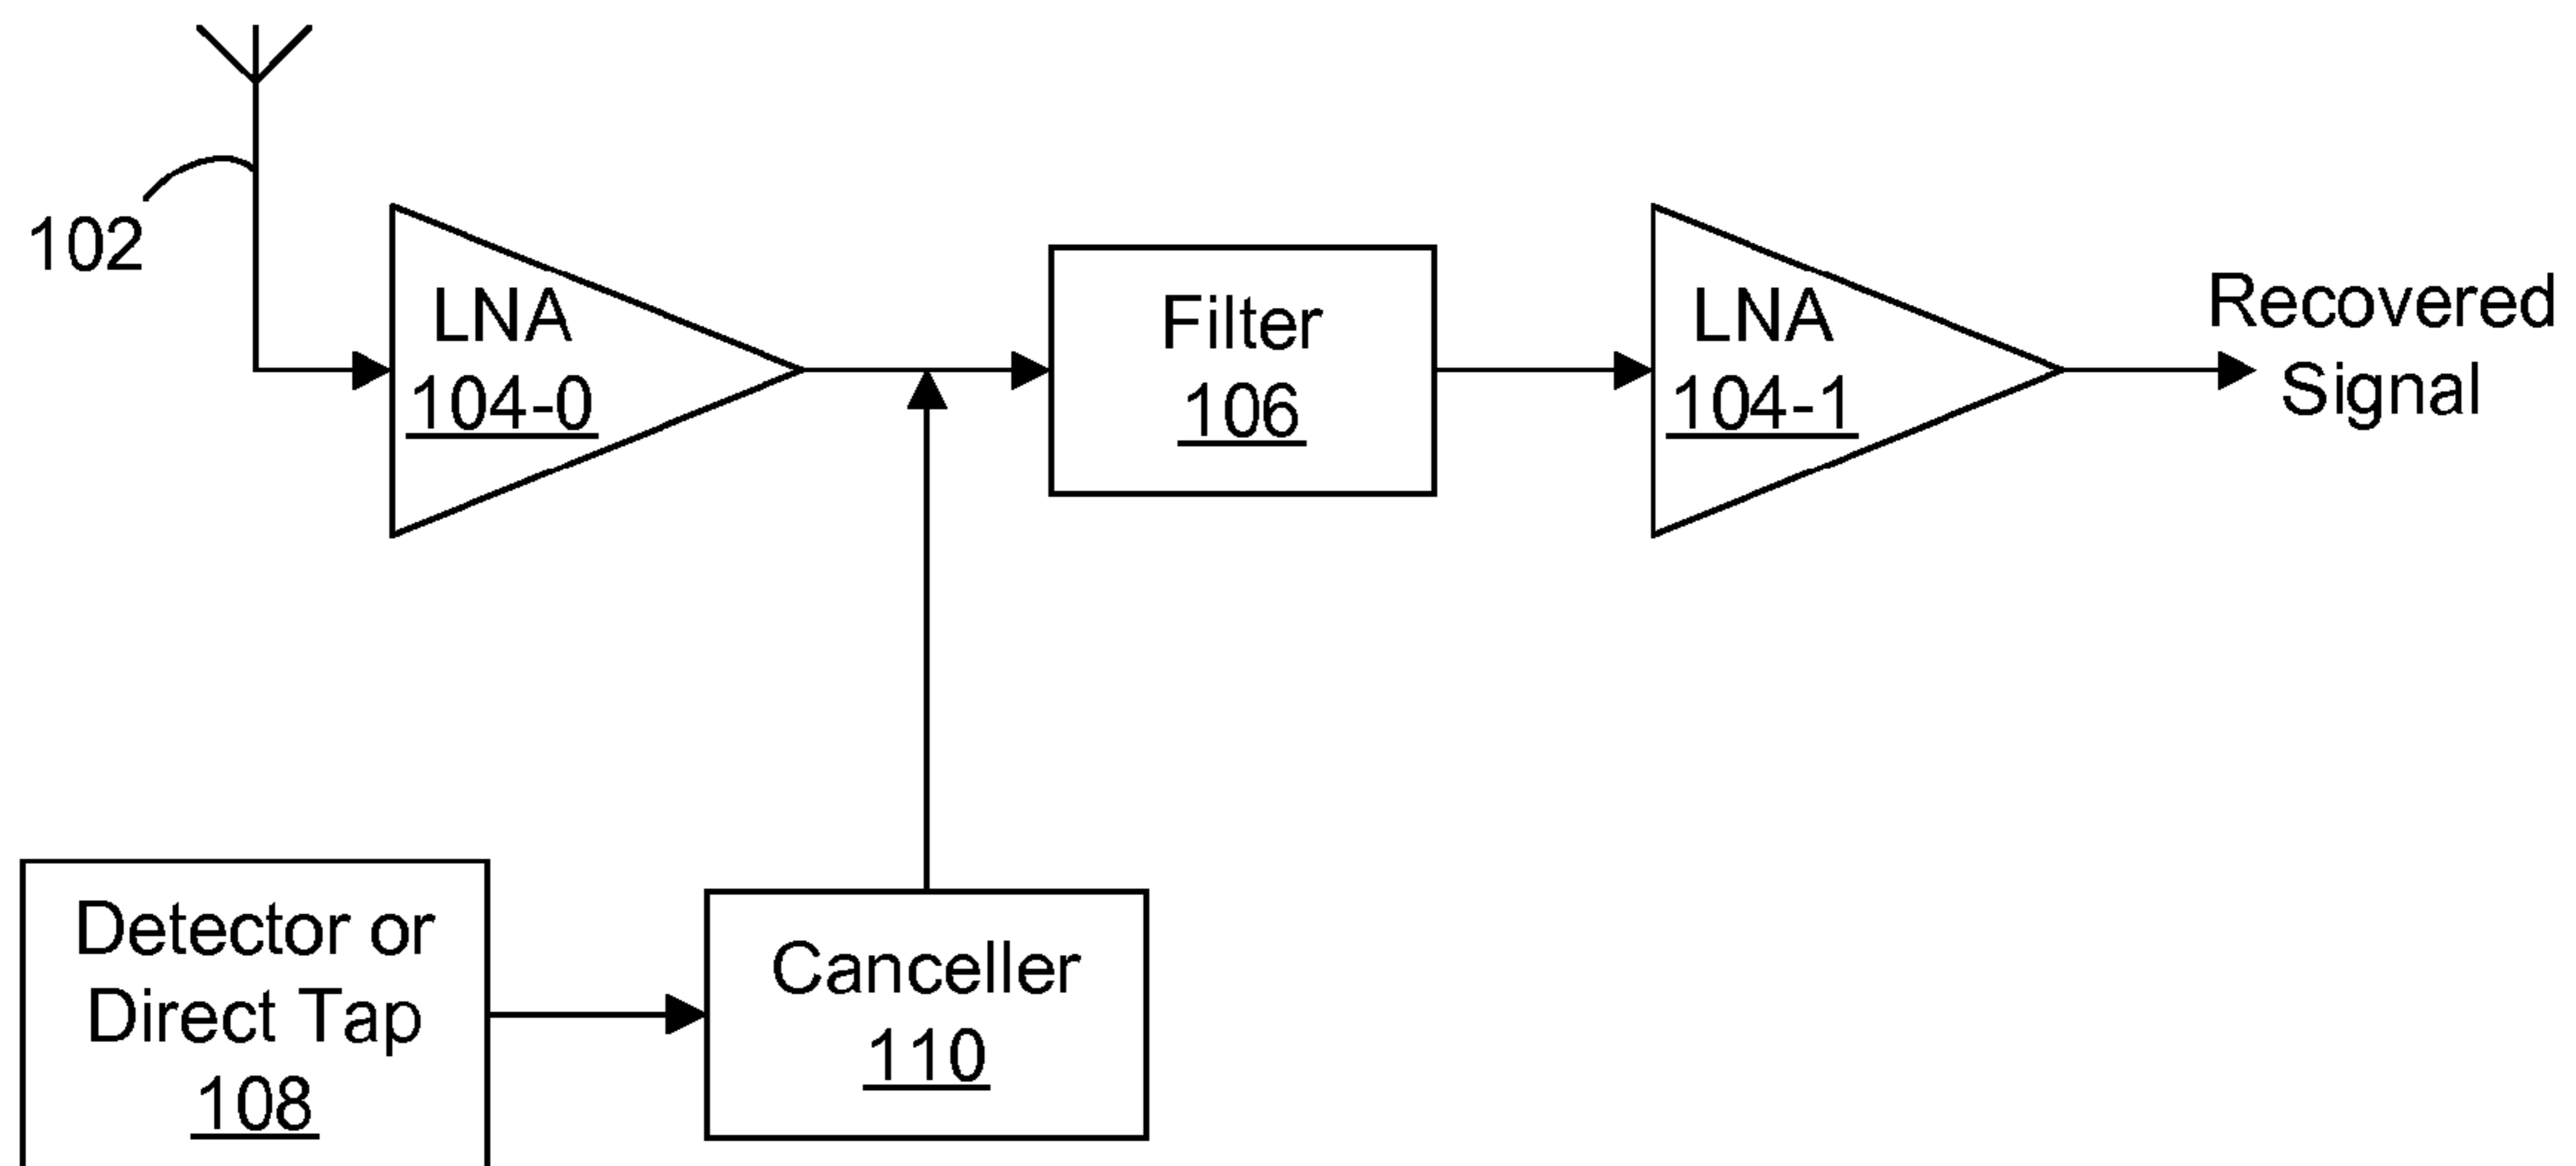 102
LNA
104-0
Filter
106
LNA
104-1
Recovered
Signal
Detector or
Direct Tap
108
Canceller
110